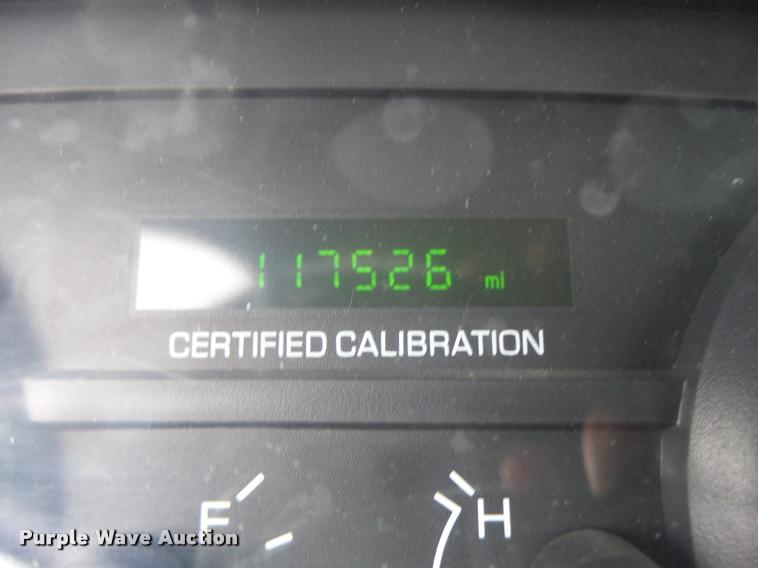 117526 mi
CERTIFIED CALIBRATION
F H
Purple Wave Auction